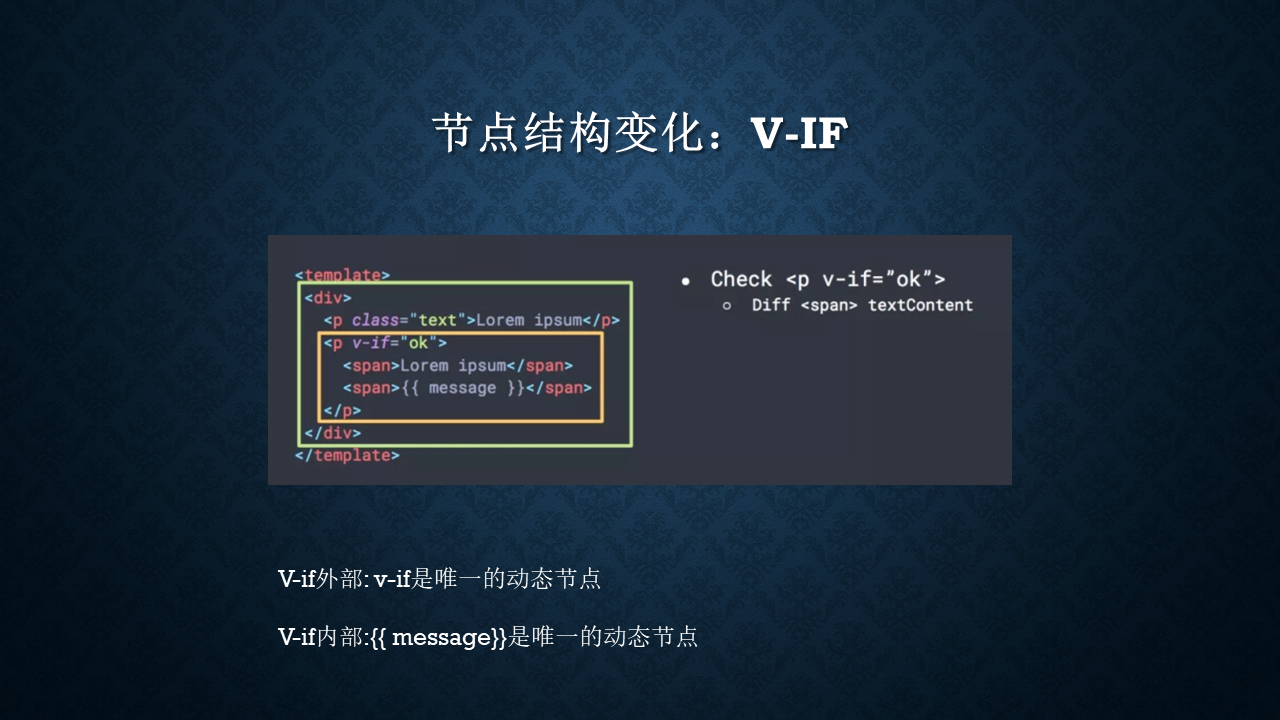 节点结构变化：V-IF
<template>
<div>
<p class="text">Lorem ipsum</p>
<p v-if="ok">
<span>Lorem ipsum</span>
<span>{{ message }}</span>
</p>
</div>
</template>
• Check <p v-if=”ok”>
○ Diff <span> textContent
V-if外部: v-if是唯一的动态节点
V-if内部:{{ message}}是唯一的动态节点